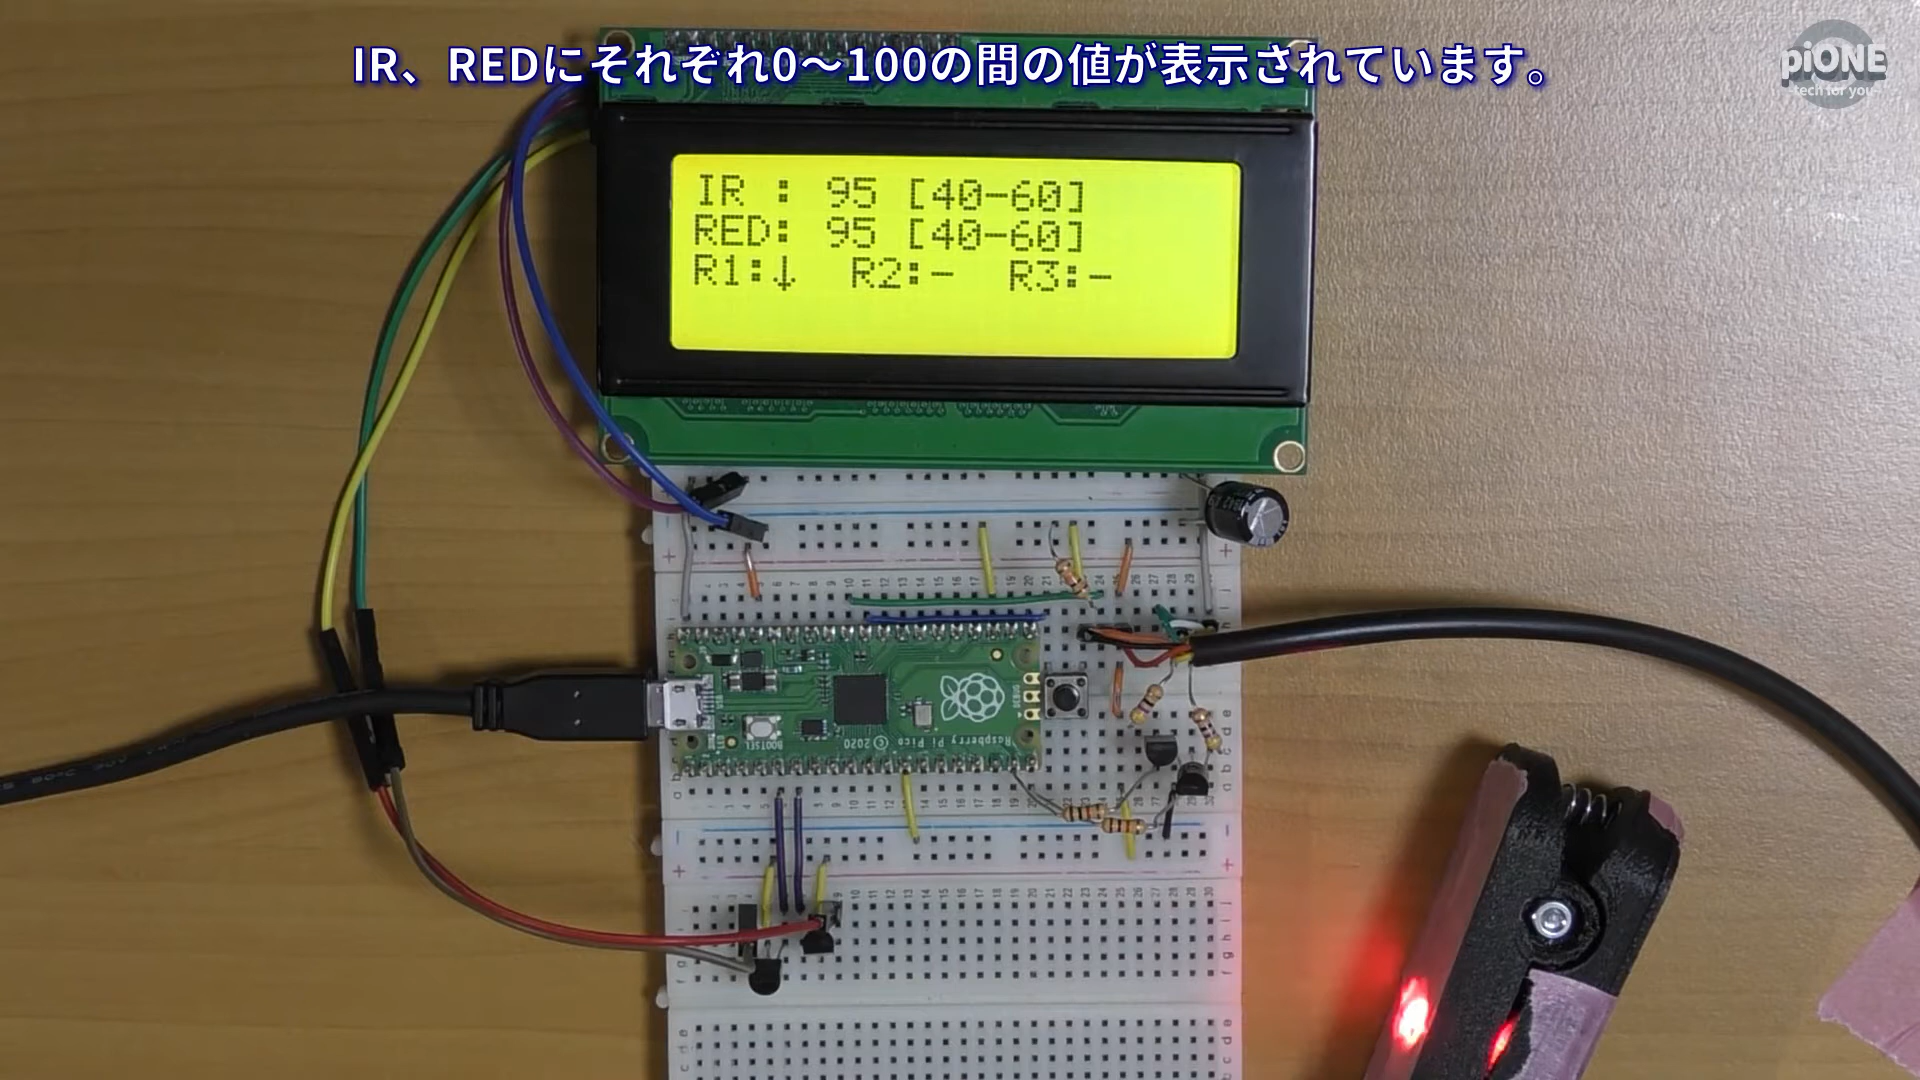 IR、REDにそれぞれ0〜100の間の値が表示されています。
piONE
-tech for you-
IR : 95 [40-60]
RED: 95 [40-60]
R1:↓ R2:- R3:-
DEBUG
BOOTSEL
Raspberry Pi Pico © 2020